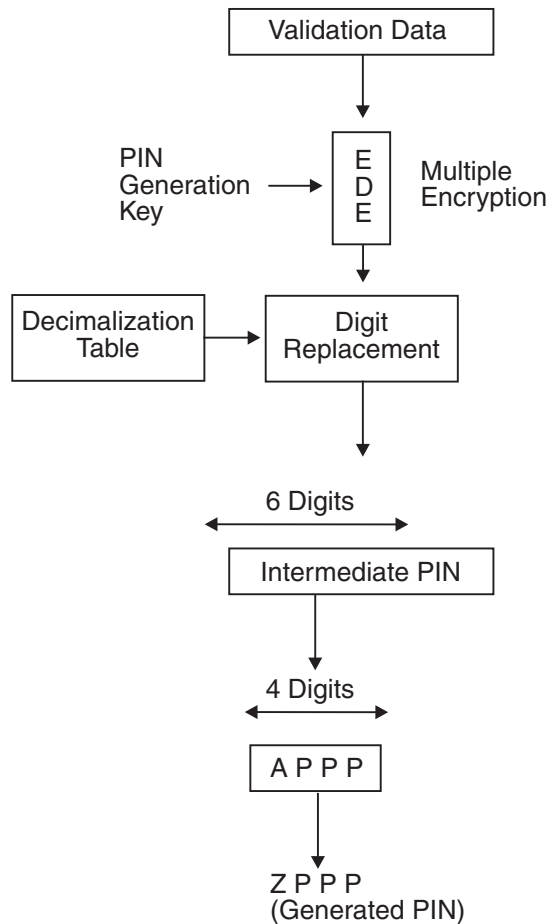 Validation Data
PIN
Generation
Key
E
D
E
Multiple
Encryption
Decimalization
Table
Digit
Replacement
6 Digits
Intermediate PIN
4 Digits
A P P P
Z P P P
(Generated PIN)